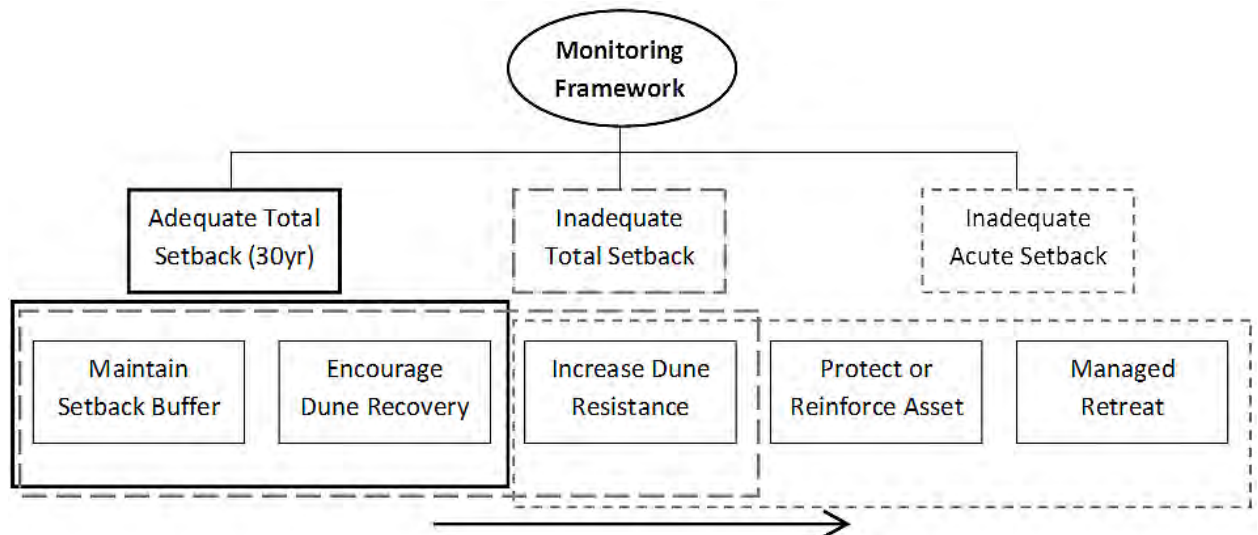 Monitoring
Framework
Adequate Total
Setback (30yr)
Inadequate
Total Setback
Inadequate
Acute Setback
Maintain
Setback Buffer
Encourage
Dune Recovery
Increase Dune
Resistance
Protect or
Reinforce Asset
Managed
Retreat